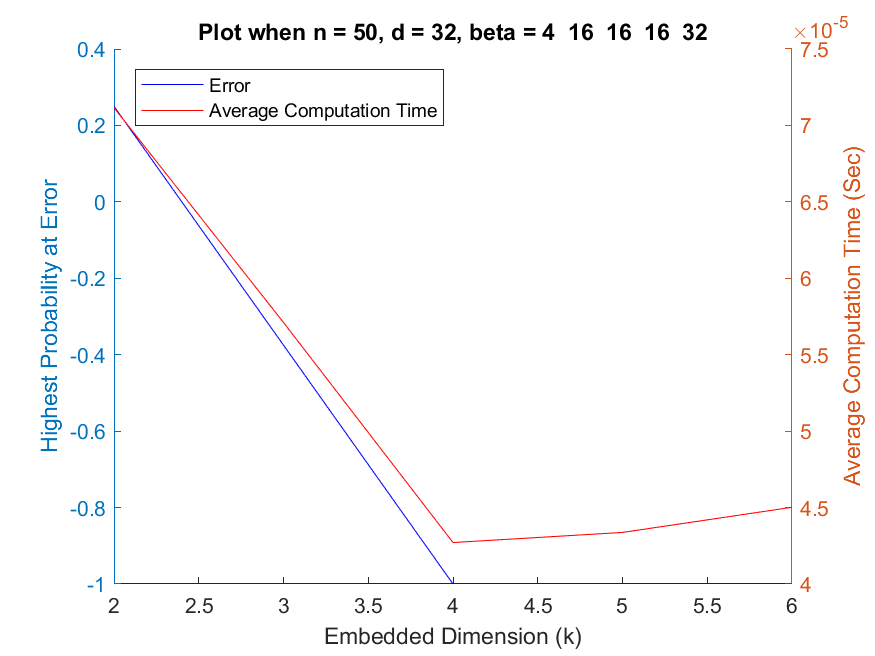 Plot when n = 50, d = 32, beta = 4  16  16  16  32
×10^-5
Error
Average Computation Time
0.4
0.2
0
-0.2
-0.4
-0.6
-0.8
-1
Highest Probability at Error
7.5
7
6.5
6
5.5
5
4.5
4
Average Computation Time (Sec)
2 2.5 3 3.5 4 4.5 5 5.5 6
Embedded Dimension (k)